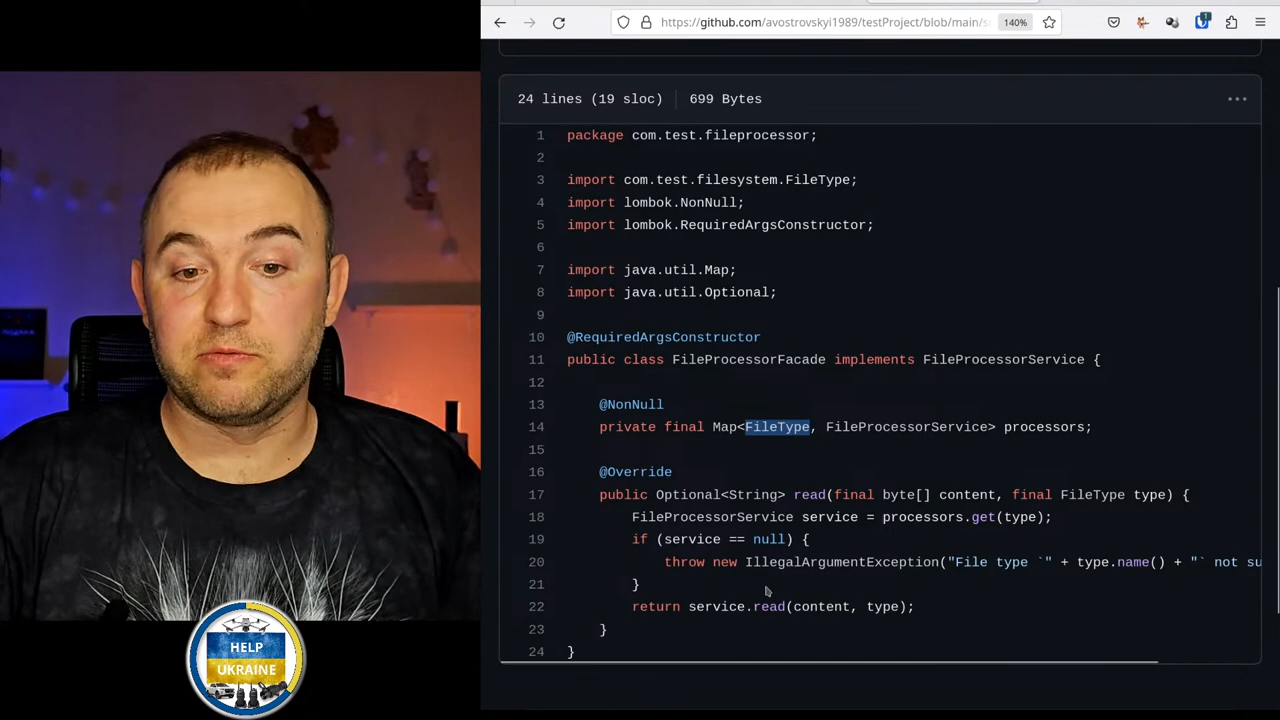 https://github.com/avostrovskyi1989/testProject/blob/main/s
140%
1
24 lines (19 sloc)
699 Bytes
1 package com.test.fileprocessor;
2
3 import com.test.filesystem.FileType;
4 import lombok.NonNull;
5 import lombok.RequiredArgsConstructor;
6
7 import java.util.Map;
8 import java.util.Optional;
9
10 @RequiredArgsConstructor
11 public class FileProcessorFacade implements FileProcessorService {
12
13 @NonNull
14 private final Map<FileType, FileProcessorService> processors;
15
16 @Override
17 public Optional<String> read(final byte[] content, final FileType type) {
18 FileProcessorService service = processors.get(type);
19 if (service == null) {
20 throw new IllegalArgumentException("File type `" + type.name() + "` not su
21 }
22 return service.read(content, type);
23 }
24 }
HELP
UKRAINE